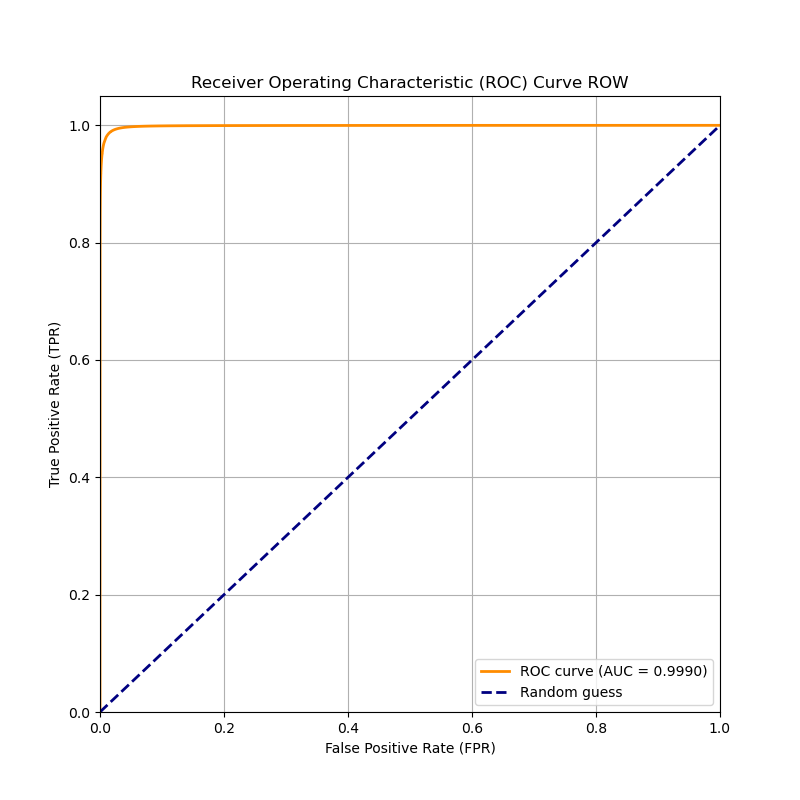 Receiver Operating Characteristic (ROC) Curve ROW
True Positive Rate (TPR)
1.0
0.8
0.6
0.4
0.2
0.0
ROC curve (AUC = 0.9990)
Random guess
0.0 0.2 0.4 0.6 0.8 1.0
False Positive Rate (FPR)